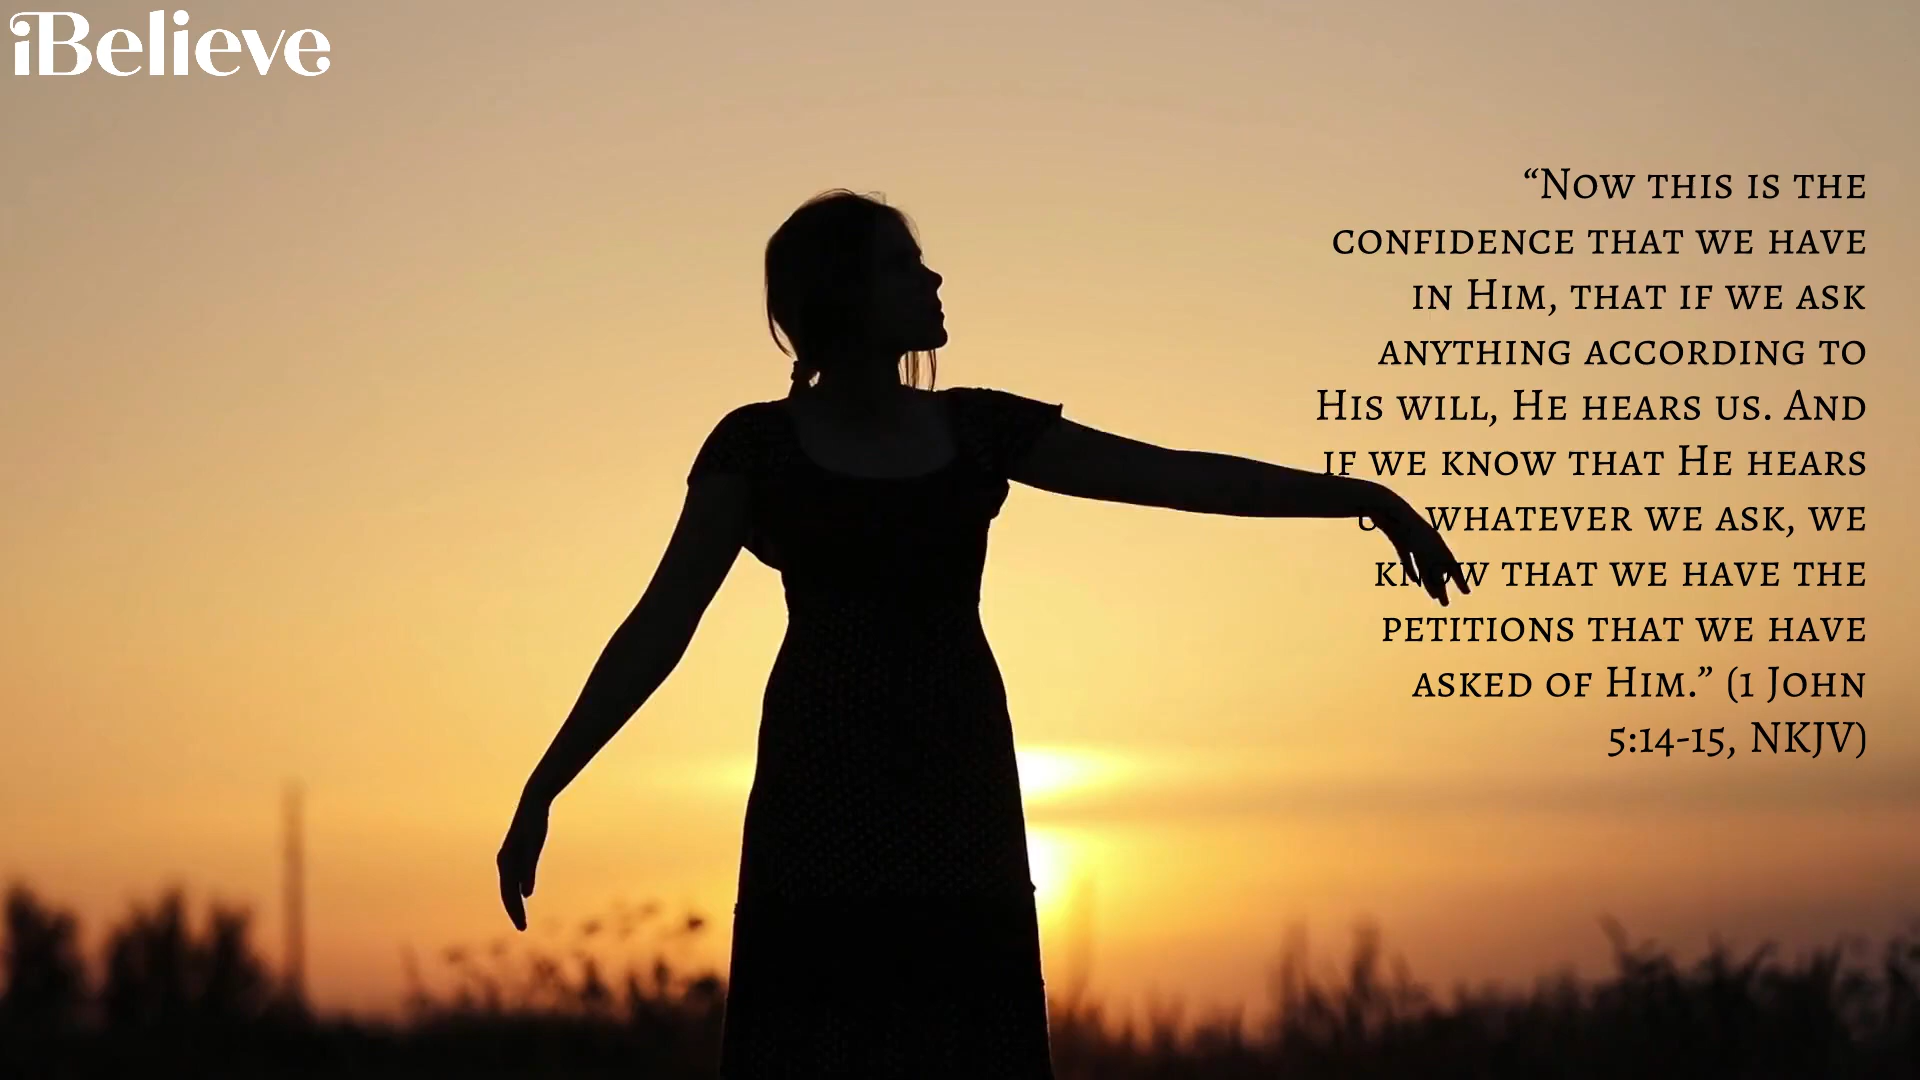 iBelieve
“Now this is the
confidence that we have
in Him, that if we ask
anything according to
His will, He hears us. And
if we know that He hears
us, whatever we ask, we
know that we have the
petitions that we have
asked of Him.” (1 John
5:14-15, NKJV)